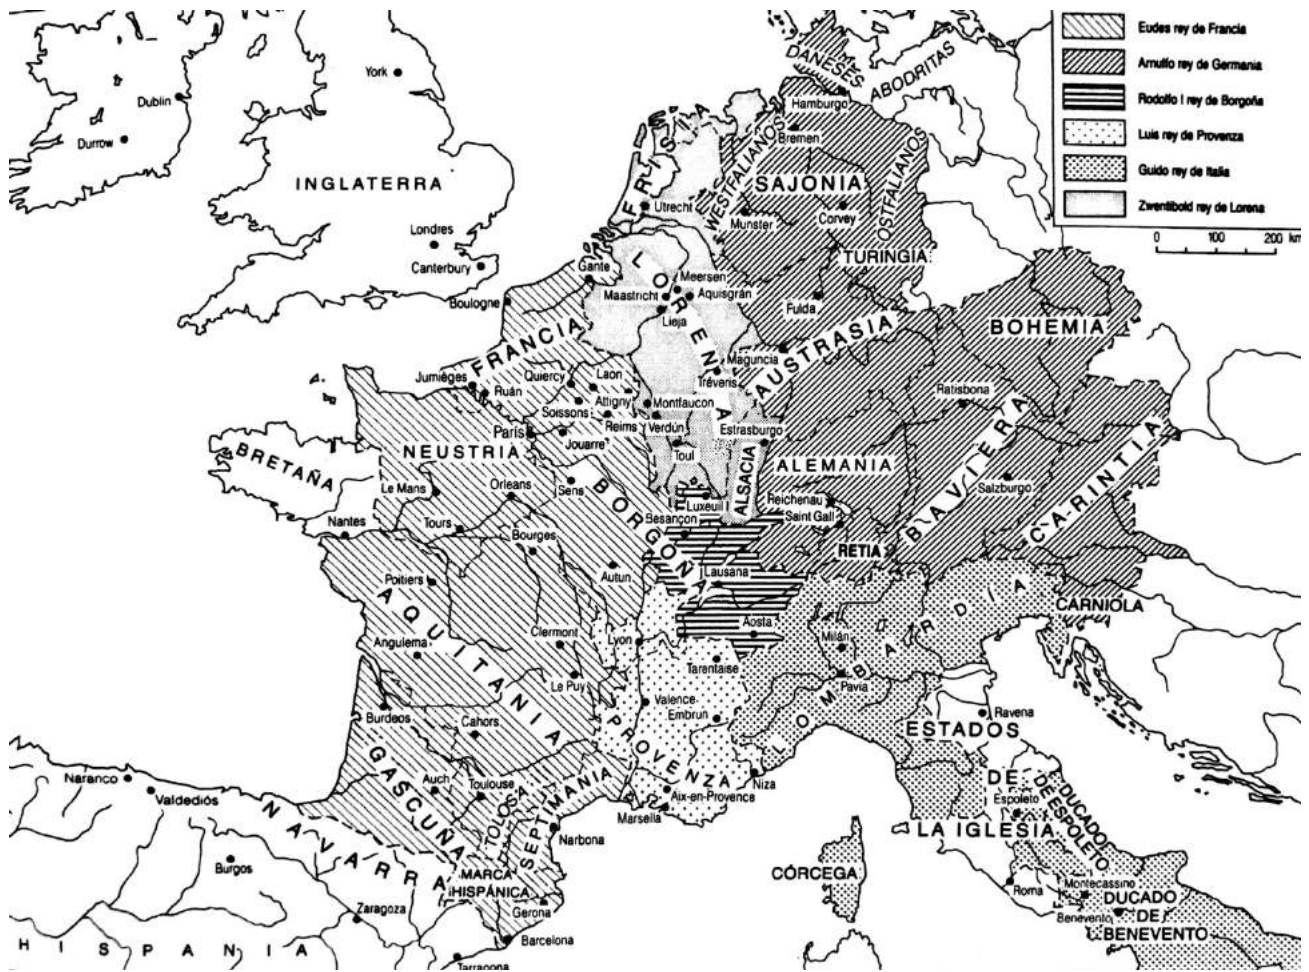 Eudes rey de Francia
Arnulfo rey de Germania
Rodolfo I rey de Borgoña
Luis rey de Provenza
Guido rey de Italia
Zwentibold rey de Lorena
0 100 200 km
DANESES
ABODRITAS
York
Dublin
Durrow
Hamburgo
Bremen
FRISIA
WESTFALIANOS
SAJONIA
OSTFALIANOS
INGLATERRA
Utrecht
Munster
Corvey
Londres
Canterbury
TURINGIA
Gante
LORENA
Meersen
Maastricht
Aquisgrán
Boulogne
Lieja
Fulda
BOHEMIA
FRANCIA
AUSTRASIA
Maguncia
Jumièges
Ruán
Quiercy
Laon
Tréveris
Soissons
Attigny
Montfaucon
Ratisbona
París
Jouarre
Reims
Verdún
Estrasburgo
NEUSTRIA
Toul
BRETAÑA
ALSACIA
ALEMANIA
BAVIERA
CARINTIA
Le Mans
Orleans
Sens
BORGOÑA
Luxeuil
Reichenau
Salzburgo
Nantes
Tours
Besançon
Saint Gall
Bourges
RETIA
Poitiers
Autun
Lausana
AQUITANIA
CARNIOLA
Angulema
Clermont
Lyon
Aosta
Milán
LOMBARDIA
Tarentaise
Le Puy
Pavia
Valence
Embrun
Burdeos
Cahors
PROVENZA
Ravena
ESTADOS
DE
LA IGLESIA
GASCUÑA
Auch
Toulouse
TOLOSA
SEPTIMANIA
Naranco
Valdediós
Niza
Aix-en-Provence
Marsella
Espoleto
DUCADO
DE ESPOLETO
NAVARRA
Narbona
Burgos
MARCA
HISPÁNICA
CÓRCEGA
Roma
Montecassino
DUCADO
DE
BENEVENTO
Benevento
Gerona
Zaragoza
HISPANIA
Barcelona
Tarragona